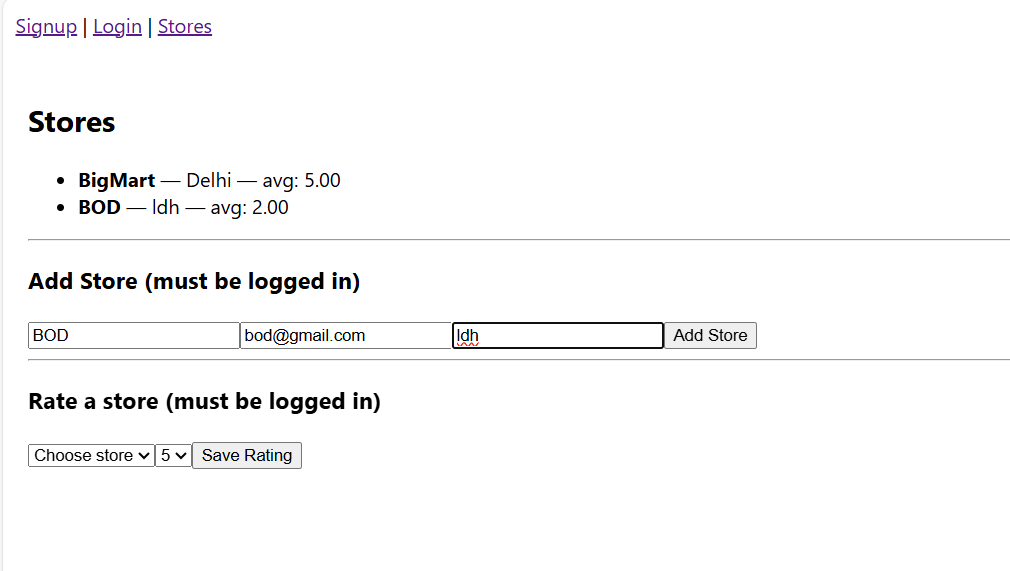 Signup | Login | Stores
Stores
BigMart — Delhi — avg: 5.00
BOD — ldh — avg: 2.00
Add Store (must be logged in)
BOD bod@gmail.com ldh Add Store
Rate a store (must be logged in)
Choose store 5 Save Rating